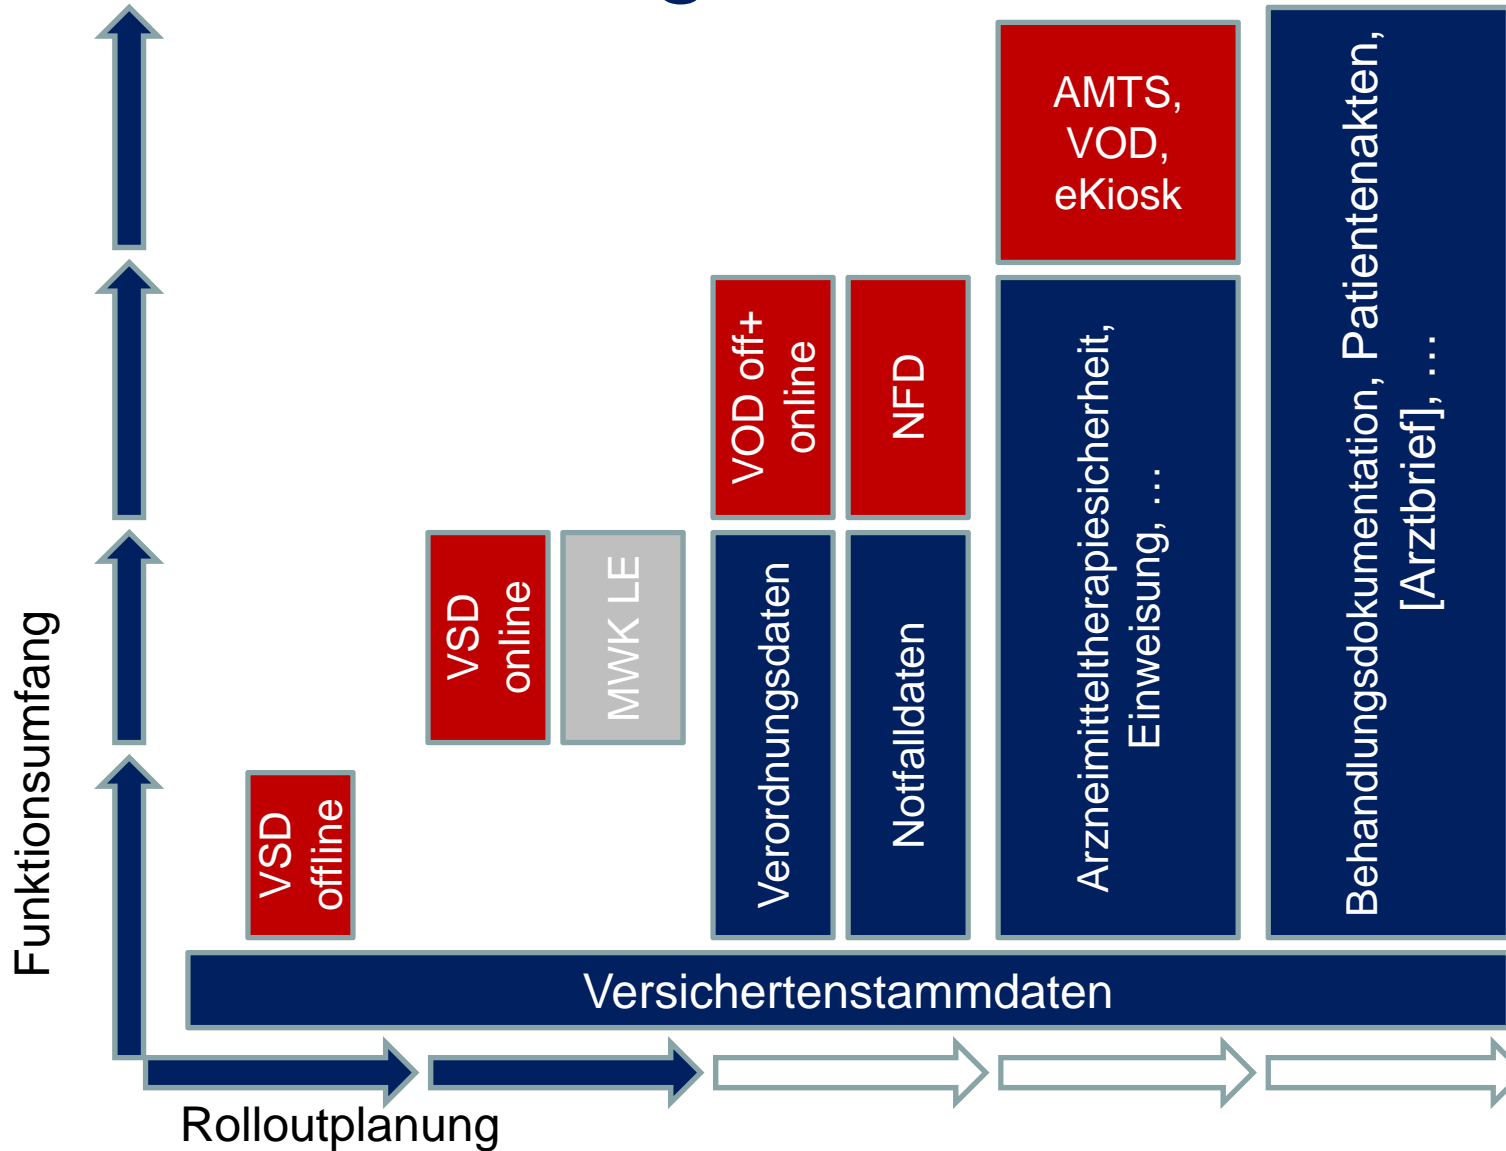 AMTS,
VOD,
eKiosk
Behandlungsdokumentation, Patientenakten,
[Arztbrief], …
VOD off+
online
NFD
Arzneimitteltherapiesicherheit,
Einweisung, …
VSD
online
MWK LE
Verordnungsdaten
Notfalldaten
VSD
offline
Funktionsumfang
Versichertenstammdaten
Rolloutplanung